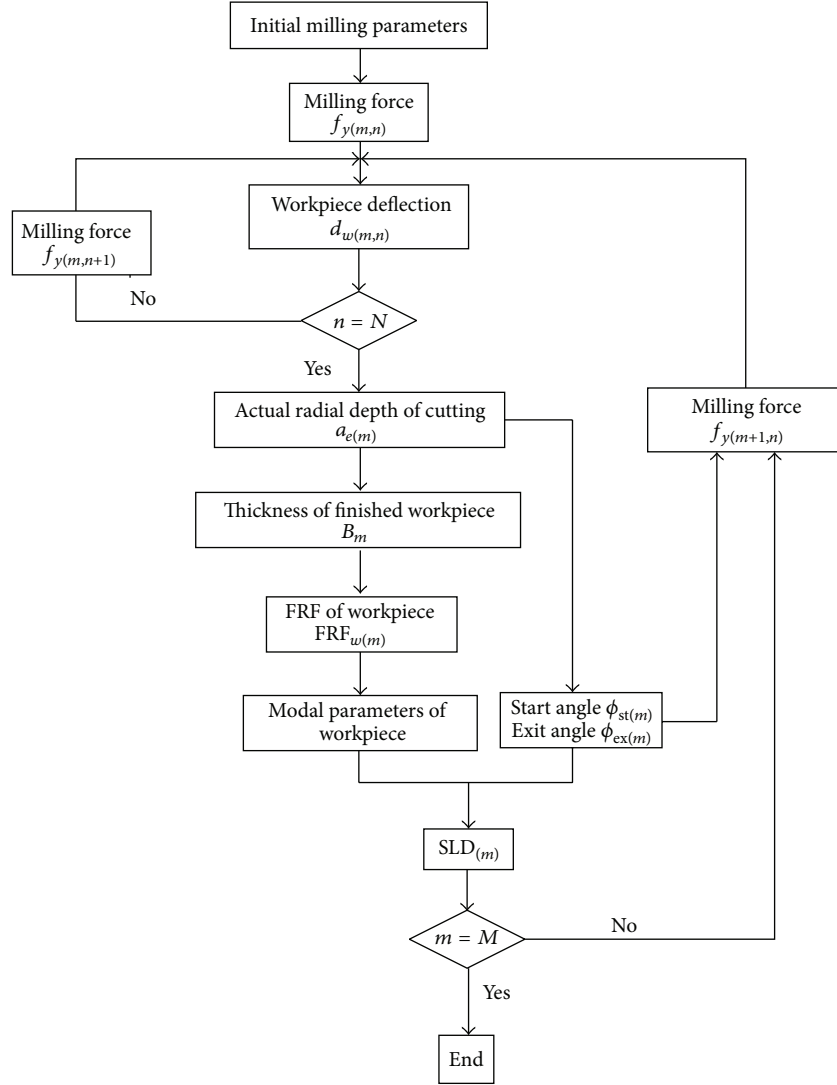 Initial milling parameters
Milling force
f_y(m,n)
Workpiece deflection
d_w(m,n)
Milling force
f_y(m,n+1)
No
n = N
Yes
Actual radial depth of cutting
a_e(m)
Milling force
f_y(m+1,n)
Thickness of finished workpiece
B_m
FRF of workpiece
FRF_w(m)
Modal parameters of
workpiece
Start angle ϕ_st(m)
Exit angle ϕ_ex(m)
SLD_(m)
m = M
No
Yes
End